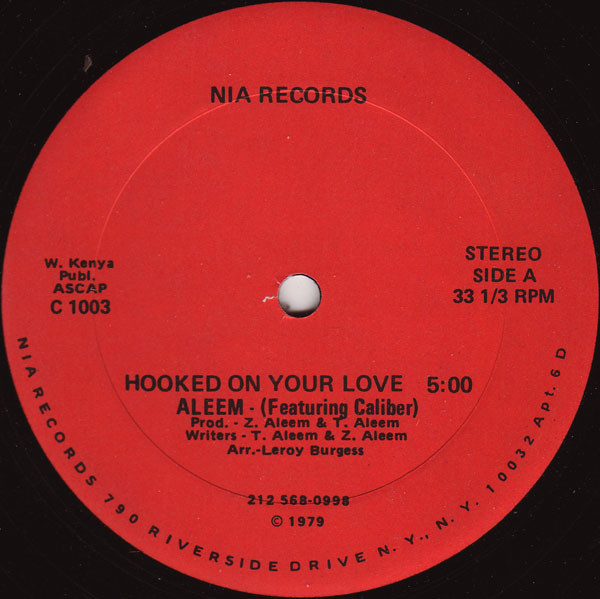 NIA RECORDS
W. Kenya
Publ.
ASCAP
C 1003
STEREO
SIDE A
33 1/3 RPM
HOOKED ON YOUR LOVE 5:00
ALEEM - (Featuring Caliber)
Prod. - Z. Aleem & T. Aleem
Writers - T. Aleem & Z. Aleem
Arr.-Leroy Burgess
212 568-0998
© 1979
NIA RECORDS 790 RIVERSIDE DRIVE N. Y., N. Y. 10032 Apt. 6 D